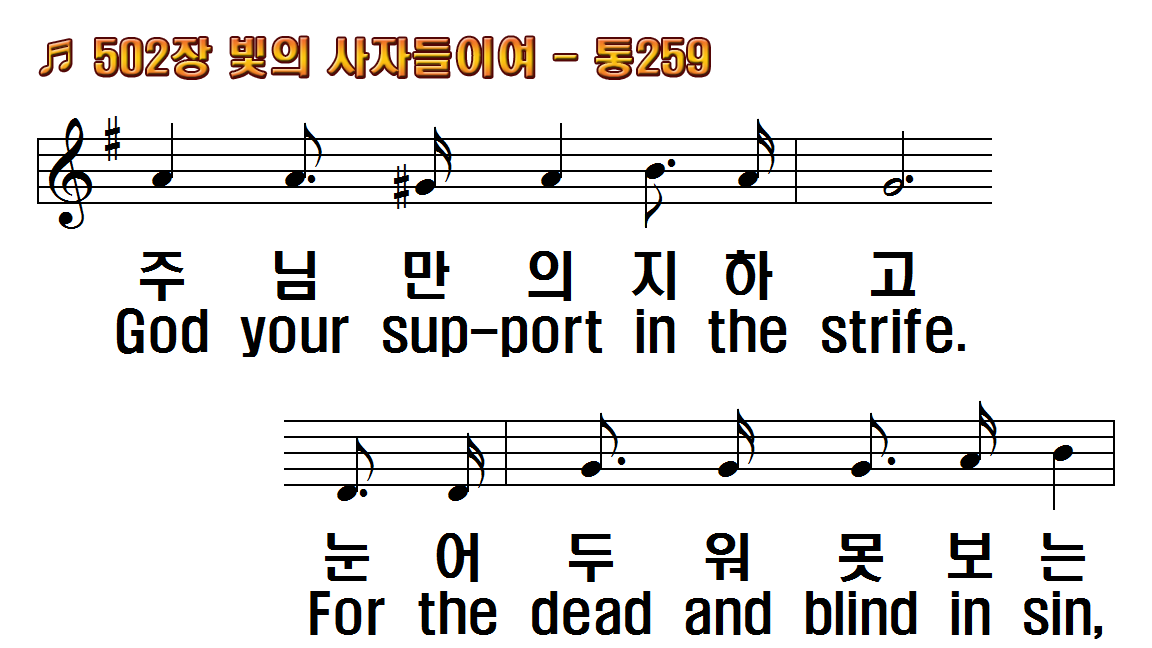 ♬ 502장 빛의 사자들이여 - 통259
주 님 만 의 지 하 고
God your sup-port in the strife.
눈 어 두 워 못 보 는
For the dead and blind in sin,